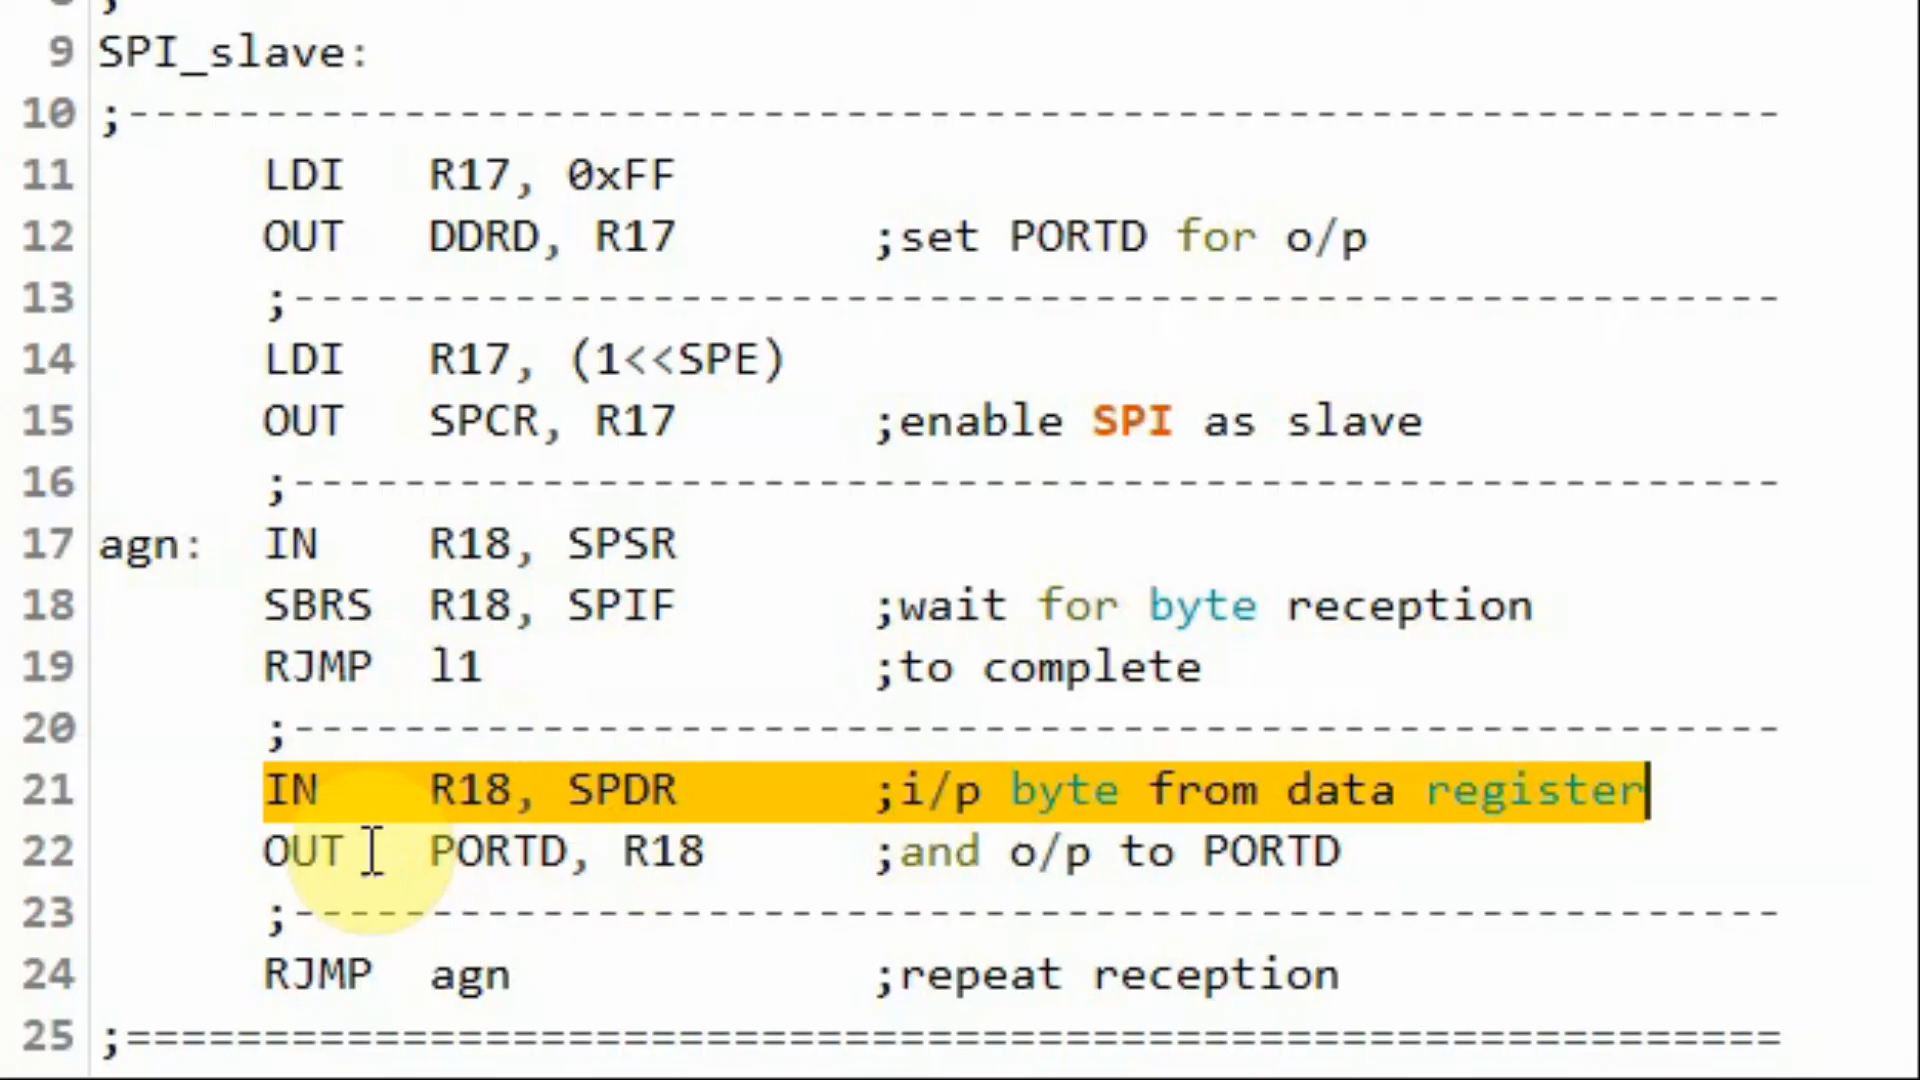 ;
9 SPI_slave:
10 ;------------------------------------------------------------
11 LDI R17, 0xFF
12 OUT DDRD, R17 ;set PORTD for o/p
13 ;------------------------------------------------------
14 LDI R17, (1<<SPE)
15 OUT SPCR, R17 ;enable SPI as slave
16 ;------------------------------------------------------
17 agn: IN R18, SPSR
18 SBRS R18, SPIF ;wait for byte reception
19 RJMP l1 ;to complete
20 ;------------------------------------------------------
21 IN R18, SPDR ;i/p byte from data register
22 OUT PORTD, R18 ;and o/p to PORTD
23 ;------------------------------------------------------
24 RJMP agn ;repeat reception
25 ;============================================================